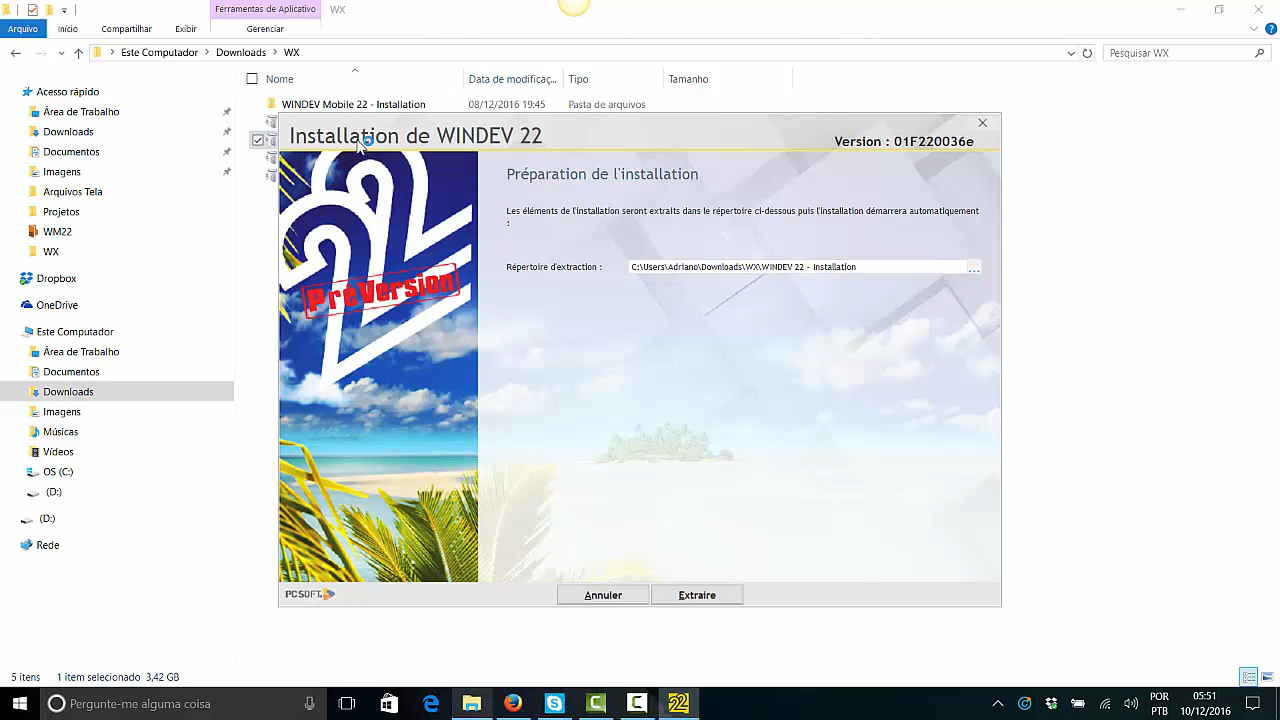 Ferramentas de Aplicativo
WX
Arquivo
Início
Compartilhar
Exibir
Gerenciar
Este Computador
Downloads
WX
Pesquisar WX
Nome
Data de modificaç...
Tipo
Tamanho
WINDEV Mobile 22 - Installation
08/12/2016 19:45
Pasta de arquivos
Acesso rápido
Área de Trabalho
Downloads
Documentos
Imagens
Arquivos Tela
Projetos
WM22
WX
Dropbox
OneDrive
Este Computador
Área de Trabalho
Documentos
Downloads
Imagens
Músicas
Vídeos
OS (C:)
(D:)
(D:)
Rede
Installation de WINDEV 22
Version : 01F220036e
22
PréVersion
Préparation de l'installation
Les éléments de l'installation seront extraits dans le répertoire ci-dessous puis l'installation démarrera automatiquement
:
Répertoire d'extraction :
C:\Users\Adriano\Downloads\WX\WINDEV 22 - Installation
...
PC SOFT
Annuler
Extraire
5 itens
1 item selecionado 3,42 GB
Pergunte-me alguma coisa
22
POR
PTB
05:51
10/12/2016